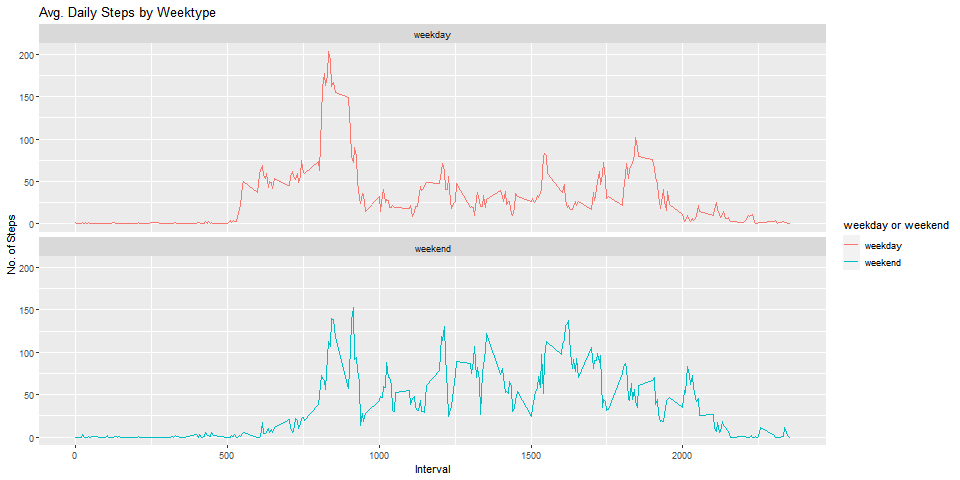 Avg. Daily Steps by Weektype
weekday
200
150
100
50
0
No. of Steps
weekend
200
150
100
50
0
0 500 1000 1500 2000
Interval
weekday or weekend
weekday
weekend